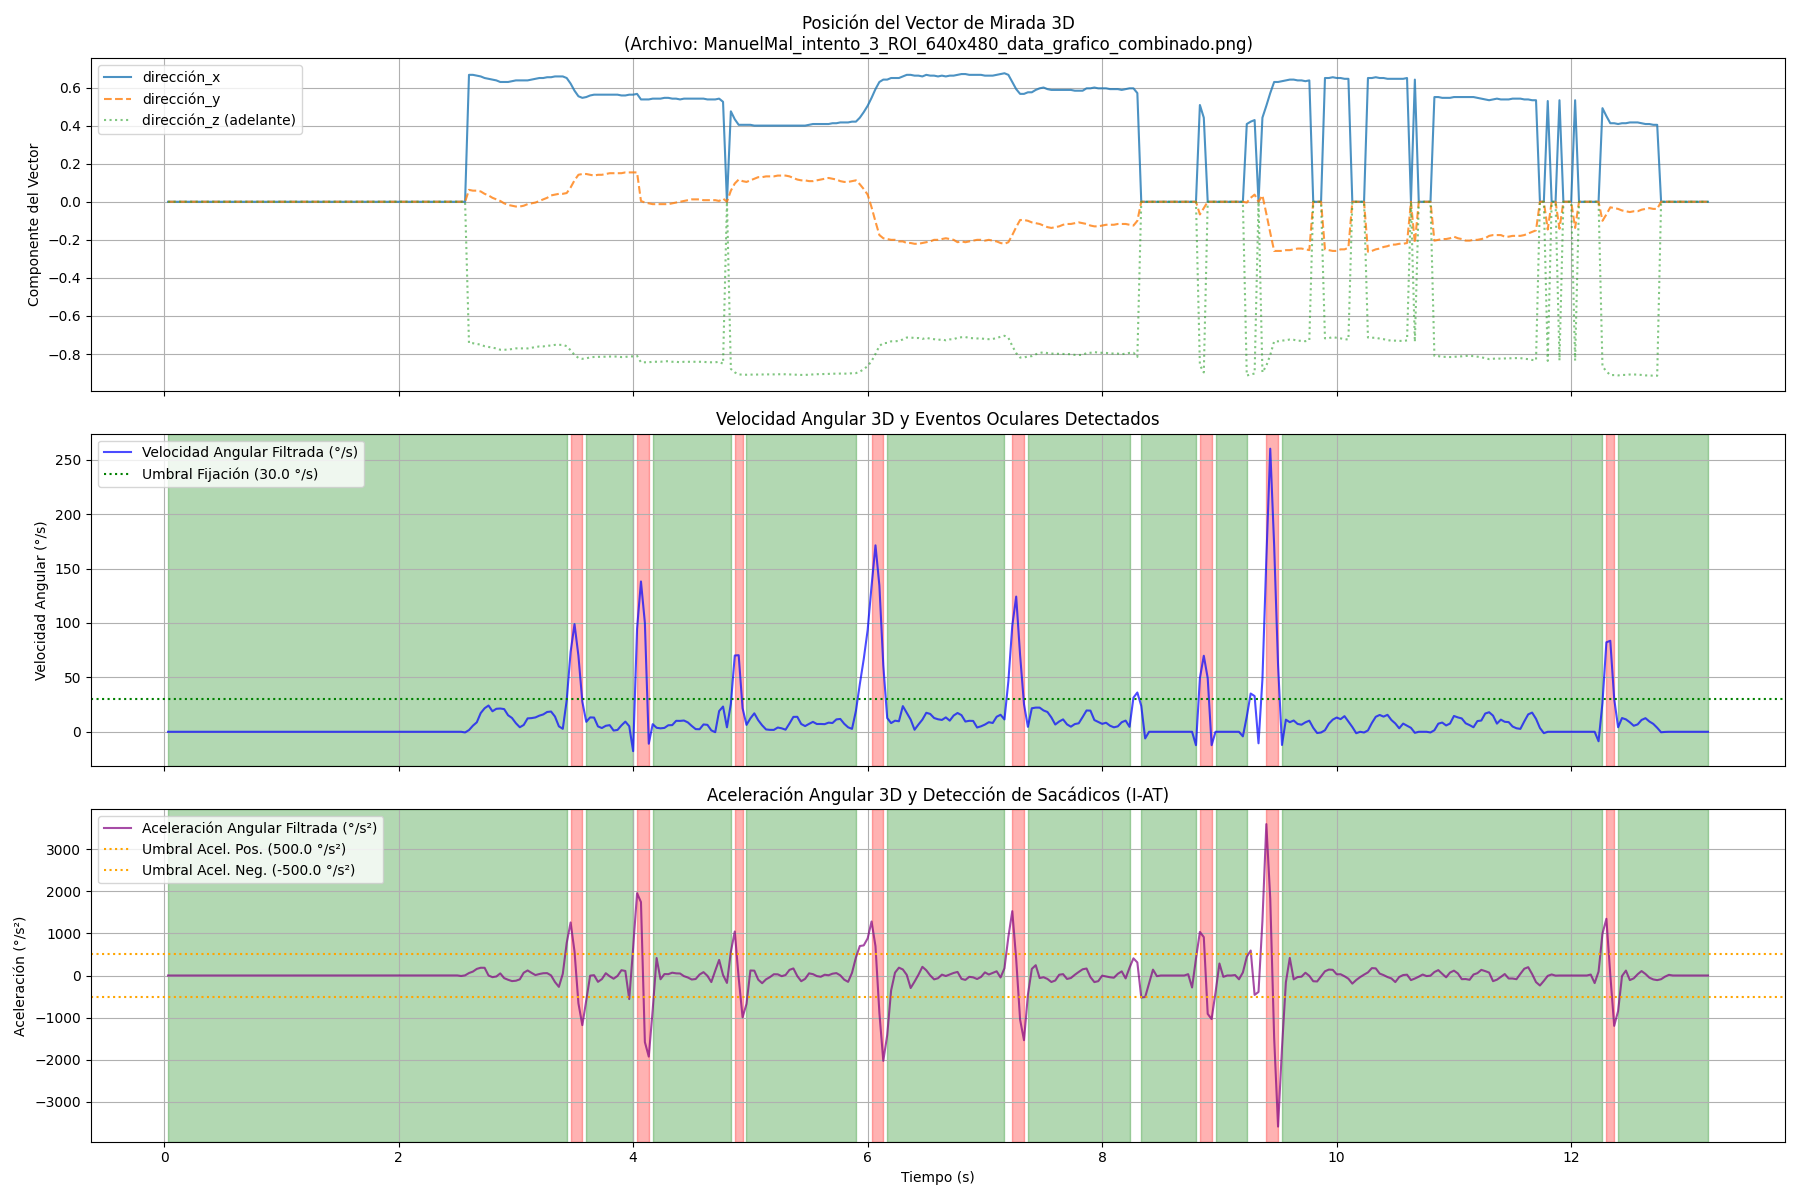 Posición del Vector de Mirada 3D
(Archivo: ManuelMal_intento_3_ROI_640x480_data_grafico_combinado.png)
dirección_x
dirección_y
dirección_z (adelante)
Componente del Vector
0.6
0.4
0.2
0.0
−0.2
−0.4
−0.6
−0.8
Velocidad Angular 3D y Eventos Oculares Detectados
Velocidad Angular Filtrada (°/s)
Umbral Fijación (30.0 °/s)
Velocidad Angular (°/s)
250
200
150
100
50
0
Aceleración Angular 3D y Detección de Sacádicos (I-AT)
Aceleración Angular Filtrada (°/s²)
Umbral Acel. Pos. (500.0 °/s²)
Umbral Acel. Neg. (-500.0 °/s²)
Aceleración (°/s²)
3000
2000
1000
0
−1000
−2000
−3000
0 2 4 6 8 10 12
Tiempo (s)